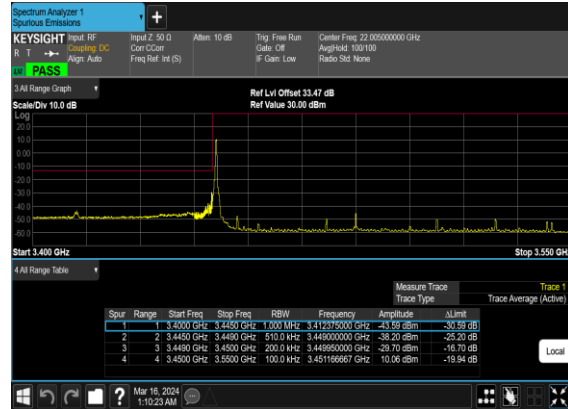 Spectrum Analyzer 1
Spurious Emissions
KEYSIGHT Input: RF Input Z: 50 Ω Atten: 10 dB Trig: Free Run Center Freq: 22.005000000 GHz
R T Coupling: DC Corr CCorr Gate: Off Avg|Hold: 100/100
Align: Auto Freq Ref: Int (S) IF Gain: Low Radio Std: None
PASS
3 All Range Graph
Ref Lvl Offset 33.47 dB
Scale/Div 10.0 dB Ref Value 30.00 dBm
Log
20.0
10.0
0.00
-10.0
-20.0
-30.0
-40.0
-50.0
-60.0
Start 3.400 GHz Stop 3.550 GHz
4 All Range Table
Measure Trace Trace 1
Trace Type Trace Average (Active)
Spur Range Start Freq Stop Freq RBW Frequency Amplitude ΔLimit
1 1 3.4000 GHz 3.4450 GHz 1.000 MHz 3.412375000 GHz -43.59 dBm -30.59 dB
2 2 3.4450 GHz 3.4490 GHz 510.0 kHz 3.449000000 GHz -38.20 dBm -25.20 dB
3 3 3.4490 GHz 3.4500 GHz 200.0 kHz 3.449950000 GHz -29.70 dBm -16.70 dB
4 4 3.4500 GHz 3.5500 GHz 100.0 kHz 3.451166667 GHz 10.06 dBm -19.94 dB
Local
Mar 16, 2024
1:10:23 AM